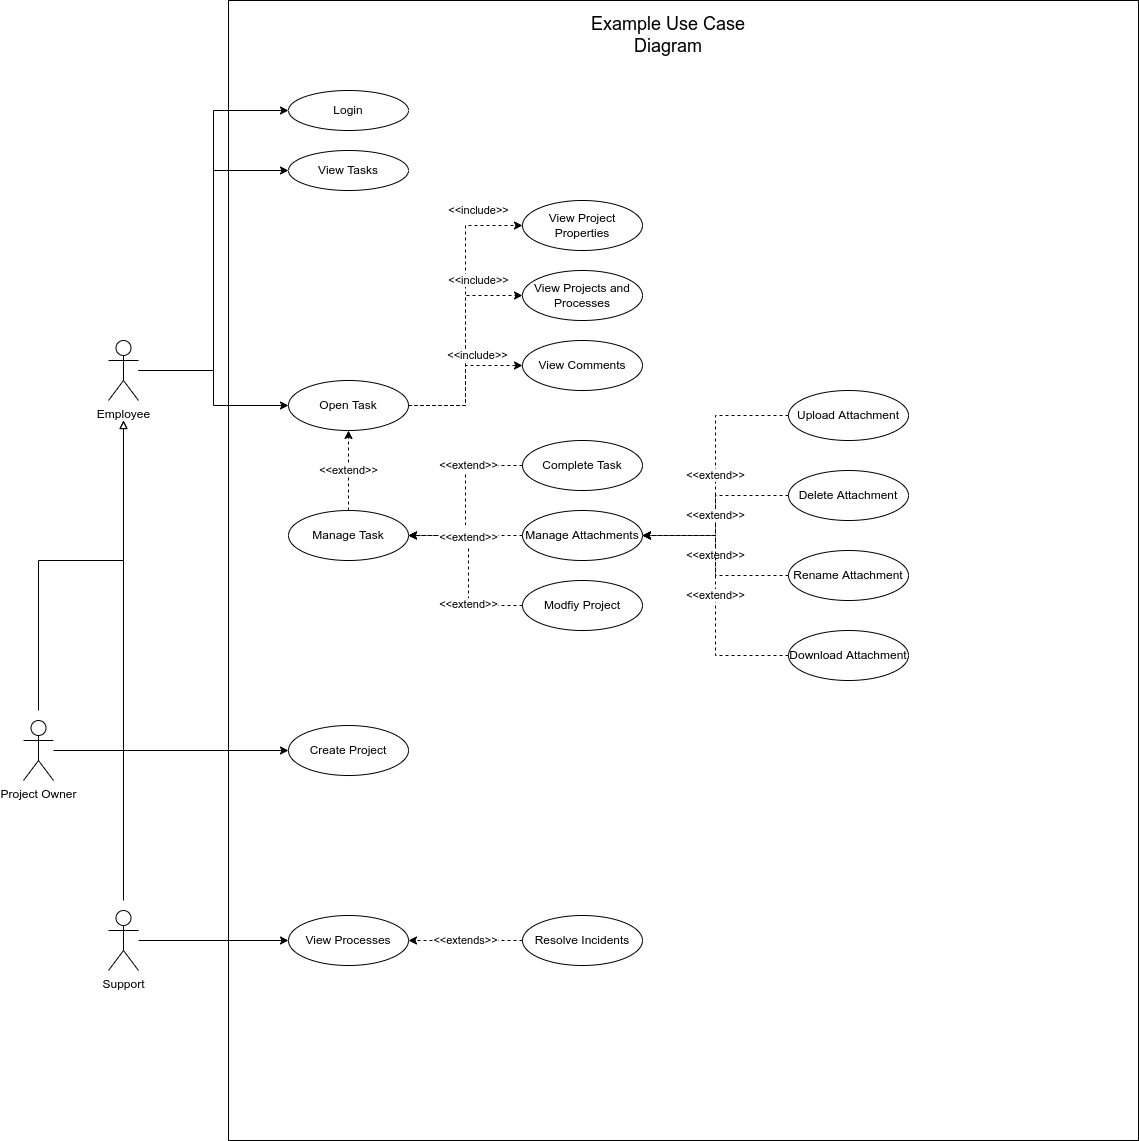 Example Use Case
Diagram
Login
View Tasks
<<include>>
View Project
Properties
<<include>>
View Projects and
Processes
<<include>>
View Comments
Employee
Open Task
Upload Attachment
<<extend>>
<<extend>>
Complete Task
<<extend>>
Delete Attachment
<<extend>>
Manage Task
<<extend>>
Manage Attachments
<<extend>>
Rename Attachment
<<extend>>
<<extend>>
Modfiy Project
Download Attachment
Create Project
Project Owner
View Processes
<<extends>>
Resolve Incidents
Support